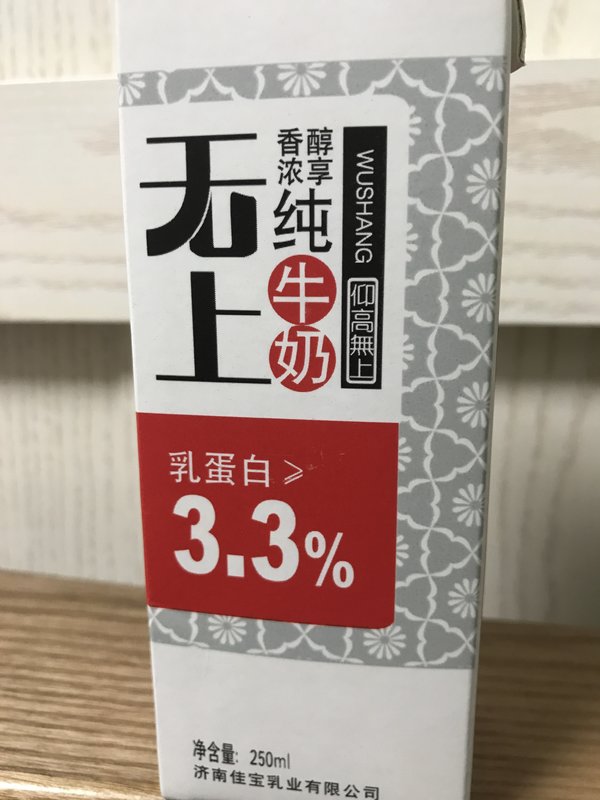 无上
醇享
香浓
纯牛奶
WUSHANG
仰高無上
乳蛋白≥
3.3%
净含量: 250ml
济南佳宝乳业有限公司